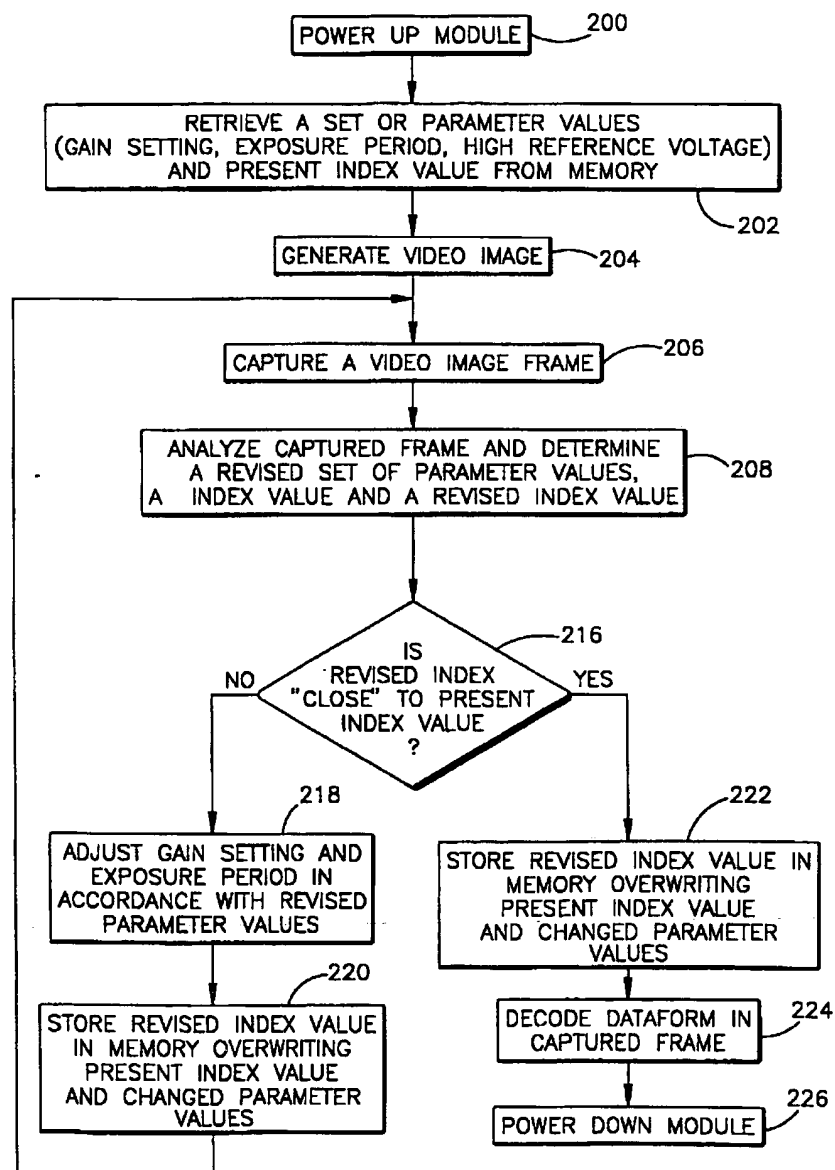 POWER UP MODULE
200
RETRIEVE A SET OR PARAMETER VALUES
(GAIN SETTING, EXPOSURE PERIOD, HIGH REFERENCE VOLTAGE)
AND PRESENT INDEX VALUE FROM MEMORY
202
GENERATE VIDEO IMAGE
204
CAPTURE A VIDEO IMAGE FRAME
206
ANALYZE CAPTURED FRAME AND DETERMINE
A REVISED SET OF PARAMETER VALUES,
A INDEX VALUE AND A REVISED INDEX VALUE
208
IS
REVISED INDEX
"CLOSE" TO PRESENT
INDEX VALUE
?
216
NO
YES
218
ADJUST GAIN SETTING AND
EXPOSURE PERIOD IN
ACCORDANCE WITH REVISED
PARAMETER VALUES
220
STORE REVISED INDEX VALUE
IN MEMORY OVERWRITING
PRESENT INDEX VALUE
AND CHANGED PARAMETER
VALUES
222
STORE REVISED INDEX VALUE IN
MEMORY OVERWRITING
PRESENT INDEX VALUE
AND CHANGED PARAMETER
VALUES
DECODE DATAFORM IN
CAPTURED FRAME
224
POWER DOWN MODULE
226